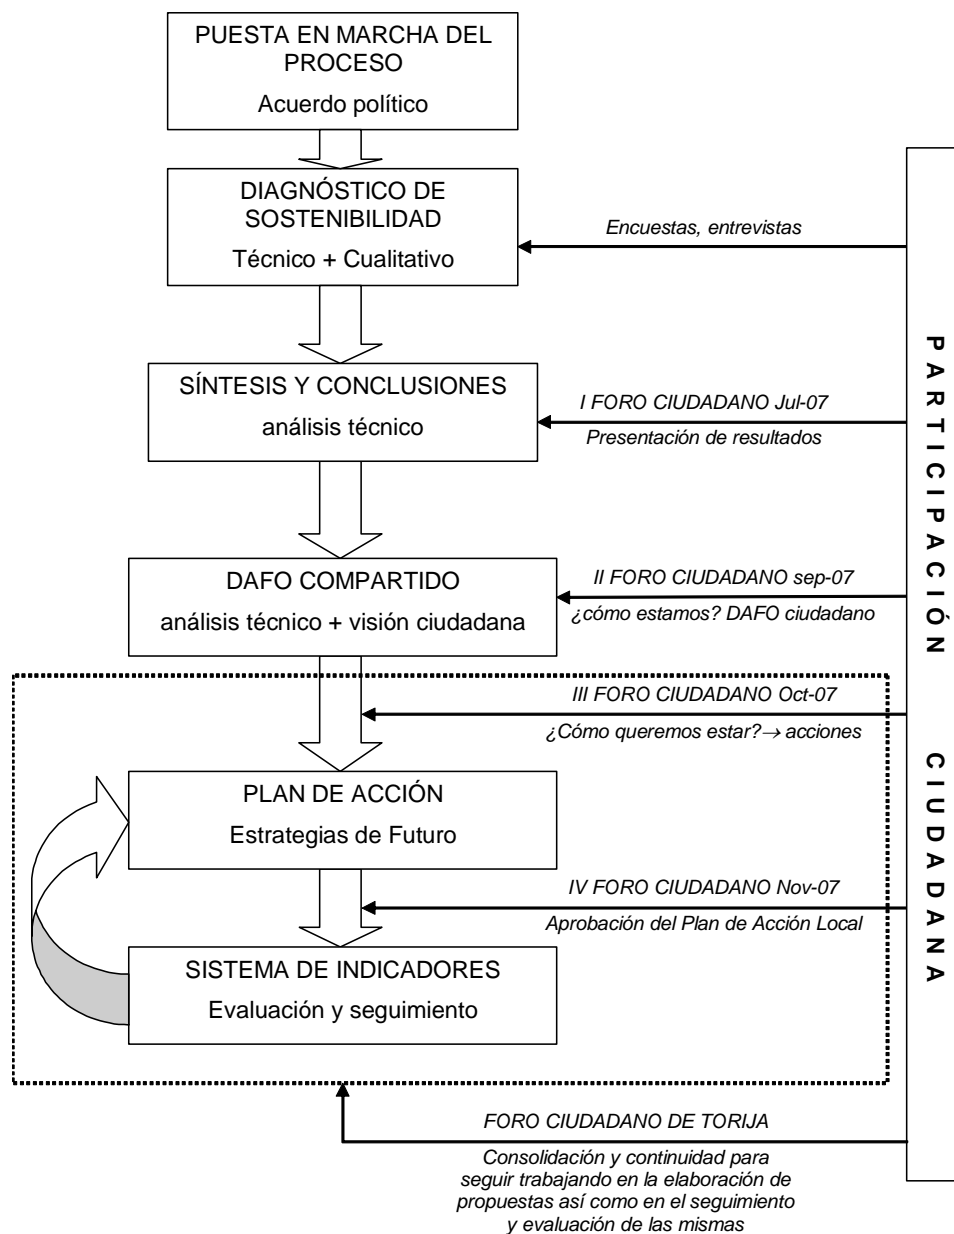 PUESTA EN MARCHA DEL
PROCESO
Acuerdo político
DIAGNÓSTICO DE
SOSTENIBILIDAD
Técnico + Cualitativo
Encuestas, entrevistas
SÍNTESIS Y CONCLUSIONES
análisis técnico
I FORO CIUDADANO Jul-07
Presentación de resultados
DAFO COMPARTIDO
análisis técnico + visión ciudadana
II FORO CIUDADANO sep-07
¿cómo estamos? DAFO ciudadano
III FORO CIUDADANO Oct-07
¿Cómo queremos estar?→ acciones
PLAN DE ACCIÓN
Estrategias de Futuro
IV FORO CIUDADANO Nov-07
Aprobación del Plan de Acción Local
SISTEMA DE INDICADORES
Evaluación y seguimiento
FORO CIUDADANO DE TORIJA
Consolidación y continuidad para
seguir trabajando en la elaboración de
propuestas así como en el seguimiento
y evaluación de las mismas
PARTICIPACIÓN CIUDADANA